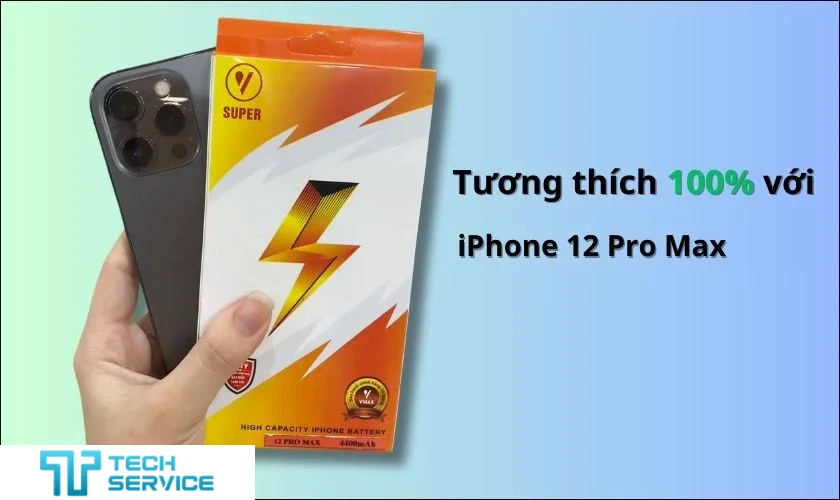 SUPER
Tương thích 100% với
iPhone 12 Pro Max
VMAS
HIGH CAPACITY IPHONE BATTERY
12 PRO MAX 4400mAh
TECH
SERVICE